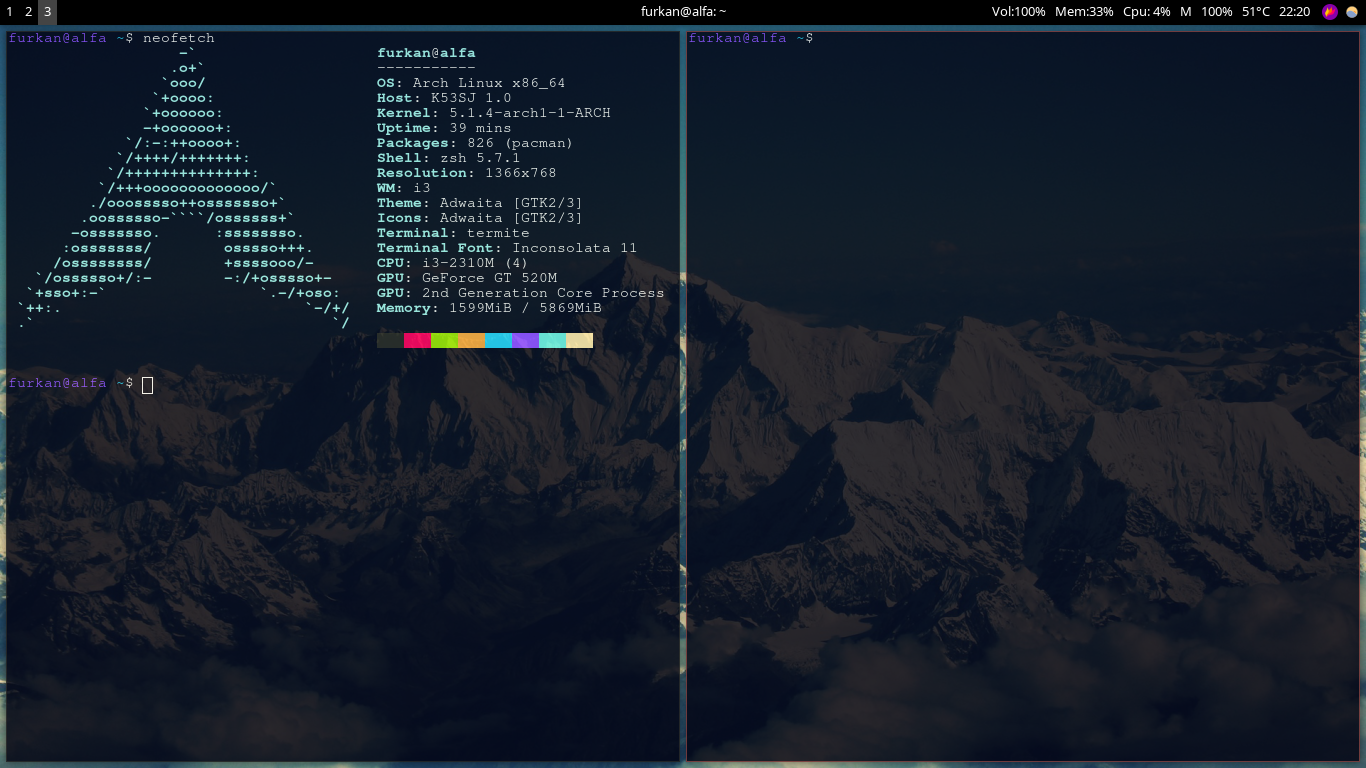 1 2 3 furkan@alfa: ~ Vol:100% Mem:33% Cpu: 4% M 100% 51°C 22:20
furkan@alfa ~$ neofetch
                   -`
                  .o+`
                 `ooo/
                `+oooo:
               `+oooooo:
               -+oooooo+:
             `/:-:++oooo+:
            `/++++/+++++++:
           `/++++++++++++++:
          `/+++ooooooooooooo/`
         ./ooosssso++osssssso+`
        .oossssso-````/ossssss+`
       -osssssso.      :ssssssso.
      :osssssss/        osssso+++.
     /ossssssss/        +ssssooo/-
   `/ossssso+/:-        -:/+osssso+-
  `+sso+:-`                 `.-/+oso:
 `++:.                           `-/+/
 .`                                 `/
furkan@alfa
-----------
OS: Arch Linux x86_64
Host: K53SJ 1.0
Kernel: 5.1.4-arch1-1-ARCH
Uptime: 39 mins
Packages: 826 (pacman)
Shell: zsh 5.7.1
Resolution: 1366x768
WM: i3
Theme: Adwaita [GTK2/3]
Icons: Adwaita [GTK2/3]
Terminal: termite
Terminal Font: Inconsolata 11
CPU: i3-2310M (4)
GPU: GeForce GT 520M
GPU: 2nd Generation Core Process
Memory: 1599MiB / 5869MiB
furkan@alfa ~$
furkan@alfa ~$